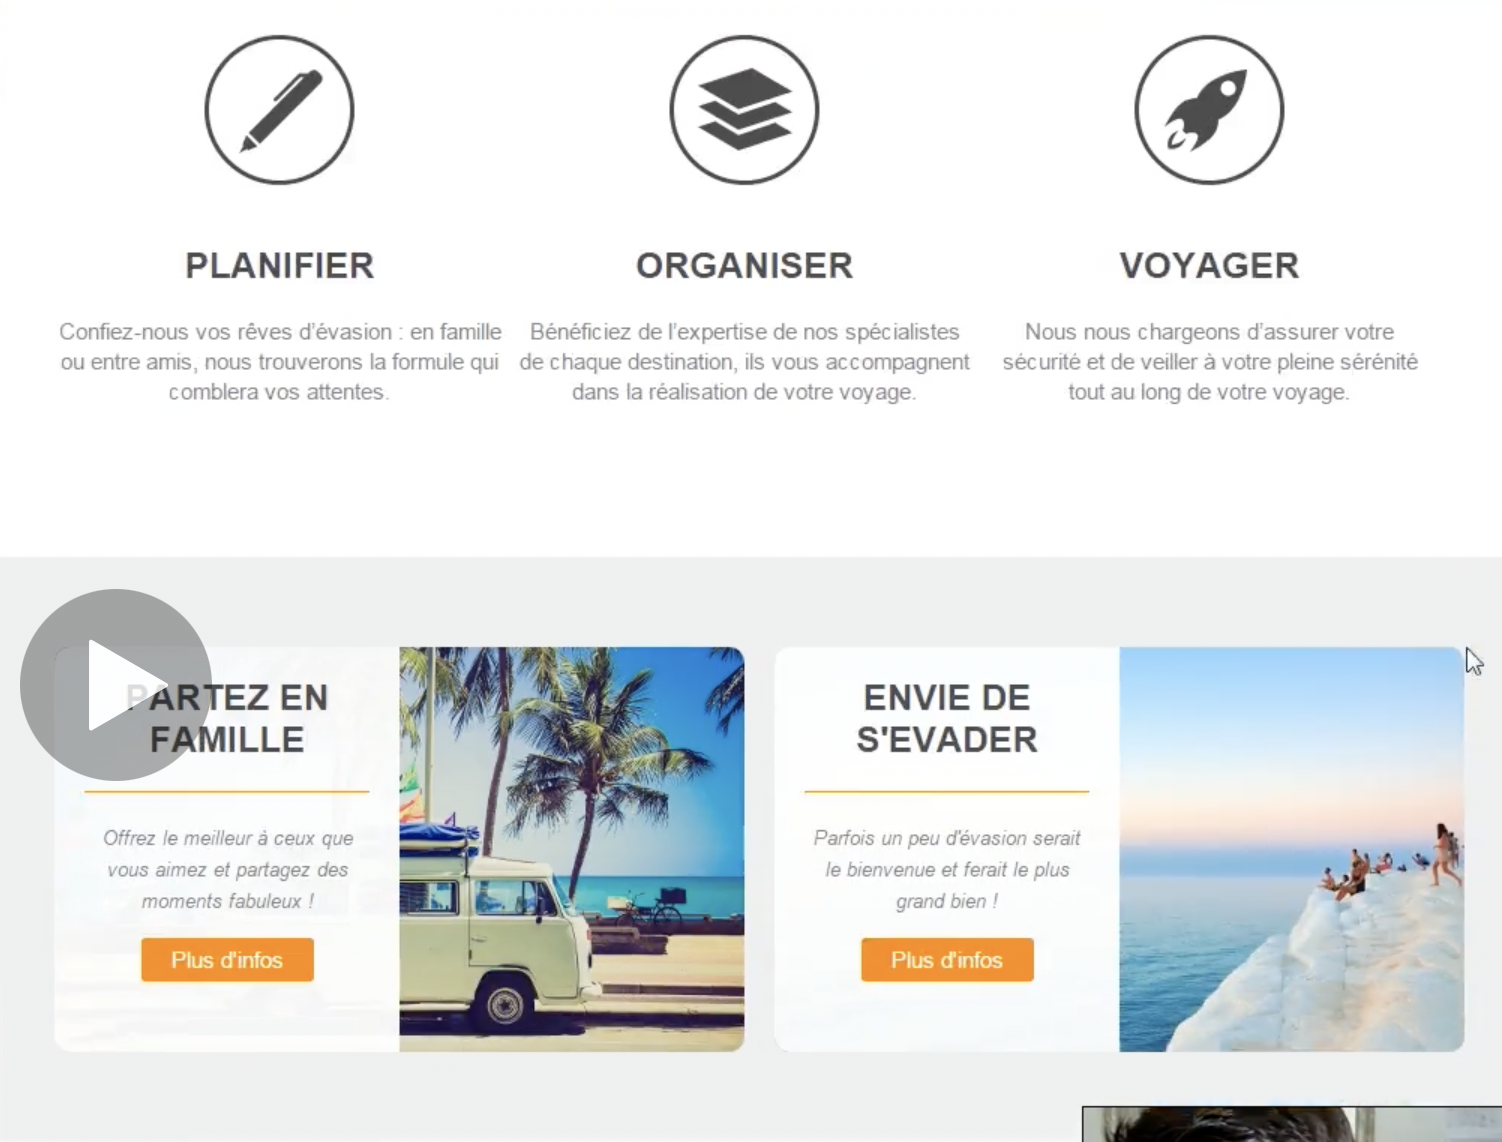 PLANIFIER
Confiez-nous vos rêves d'évasion : en famille
ou entre amis, nous trouverons la formule qui
comblera vos attentes.
ORGANISER
Bénéficiez de l'expertise de nos spécialistes
de chaque destination, ils vous accompagnent
dans la réalisation de votre voyage.
VOYAGER
Nous nous chargeons d'assurer votre
sécurité et de veiller à votre pleine sérénité
tout au long de votre voyage.
PARTEZ EN
FAMILLE
Offrez le meilleur à ceux que
vous aimez et partagez des
moments fabuleux !
Plus d'infos
ENVIE DE
S'EVADER
Parfois un peu d'évasion serait
le bienvenue et ferait le plus
grand bien !
Plus d'infos